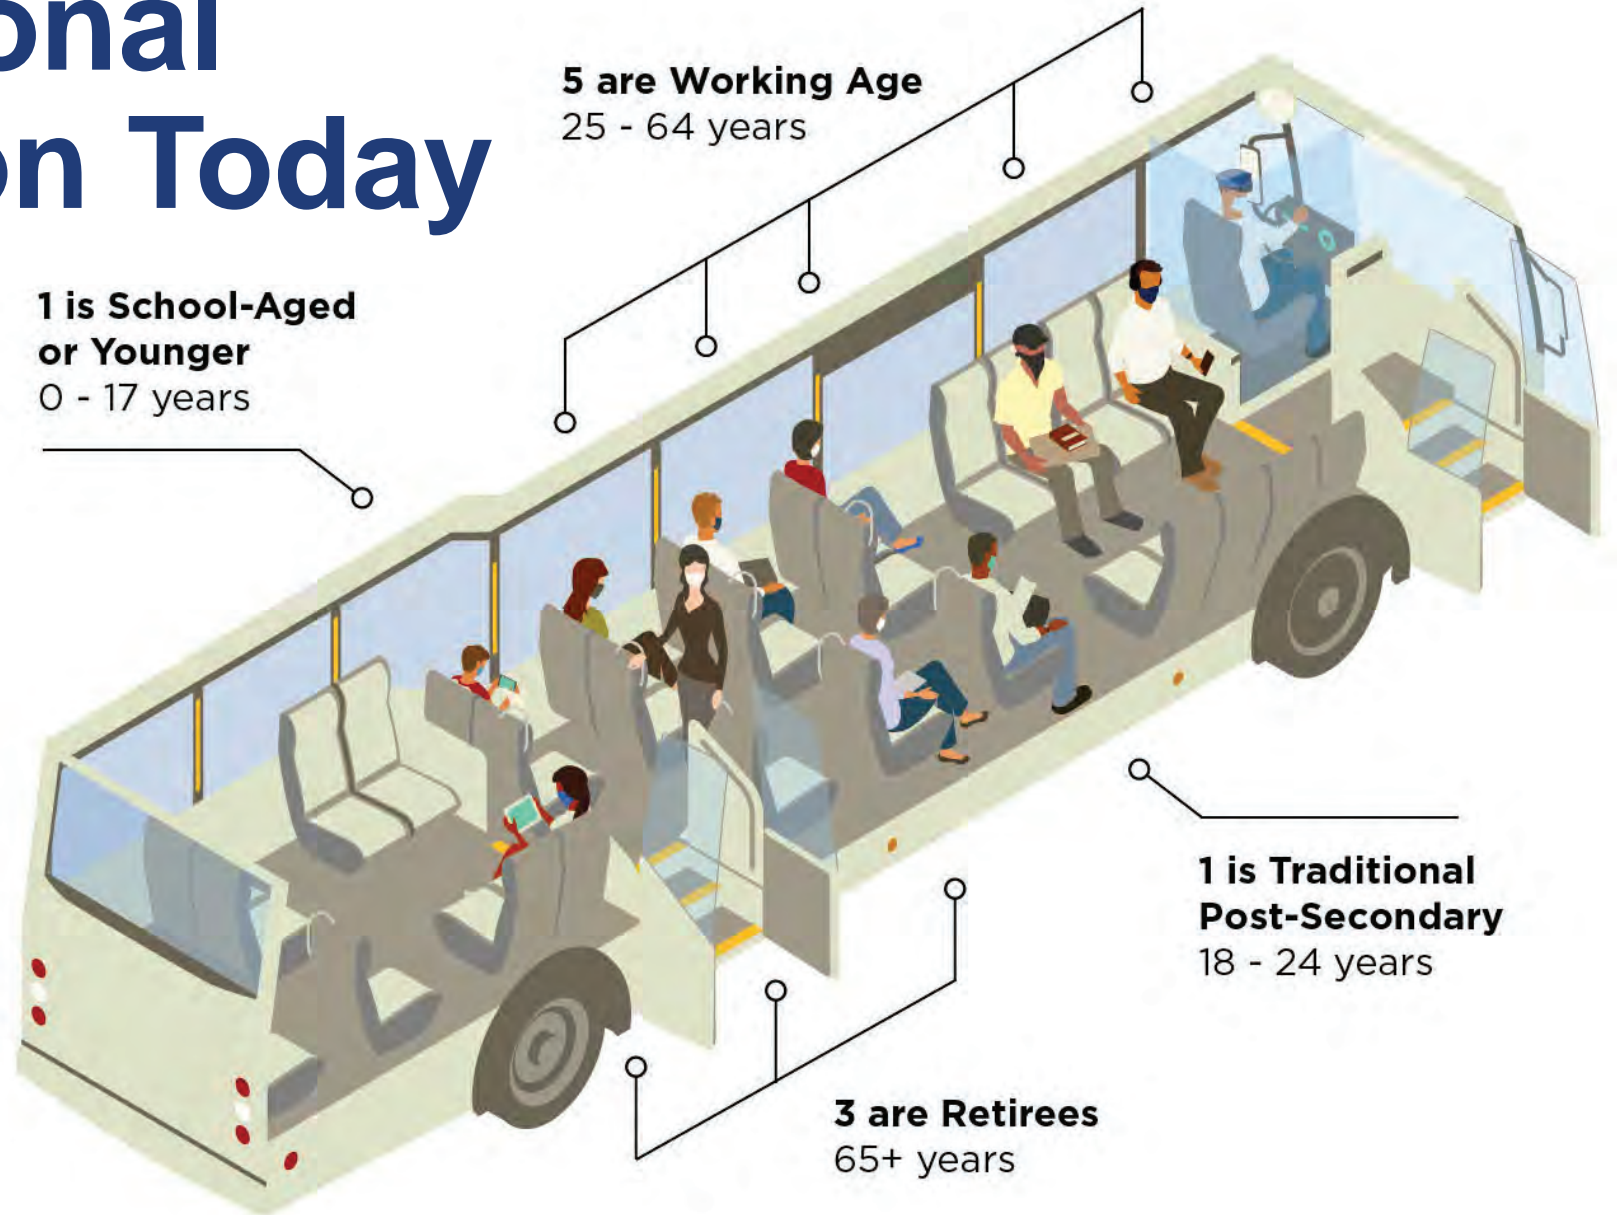 onal
on Today
5 are Working Age
25 - 64 years
1 is School-Aged
or Younger
0 - 17 years
1 is Traditional
Post-Secondary
18 - 24 years
3 are Retirees
65+ years